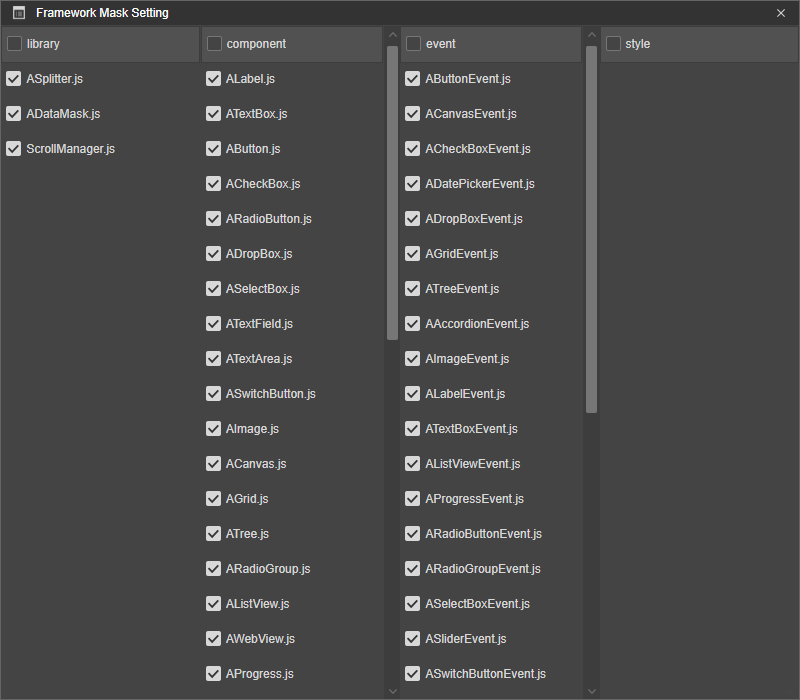 Framework Mask Setting
library
ASplitter.js
ADataMask.js
ScrollManager.js
component
ALabel.js
ATextBox.js
AButton.js
ACheckBox.js
ARadioButton.js
ADropBox.js
ASelectBox.js
ATextField.js
ATextArea.js
ASwitchButton.js
AImage.js
ACanvas.js
AGrid.js
ATree.js
ARadioGroup.js
AListView.js
AWebView.js
AProgress.js
event
AButtonEvent.js
ACanvasEvent.js
ACheckBoxEvent.js
ADatePickerEvent.js
ADropBoxEvent.js
AGridEvent.js
ATreeEvent.js
AAccordionEvent.js
AImageEvent.js
ALabelEvent.js
ATextBoxEvent.js
AListViewEvent.js
AProgressEvent.js
ARadioButtonEvent.js
ARadioGroupEvent.js
ASelectBoxEvent.js
ASliderEvent.js
ASwitchButtonEvent.js
style